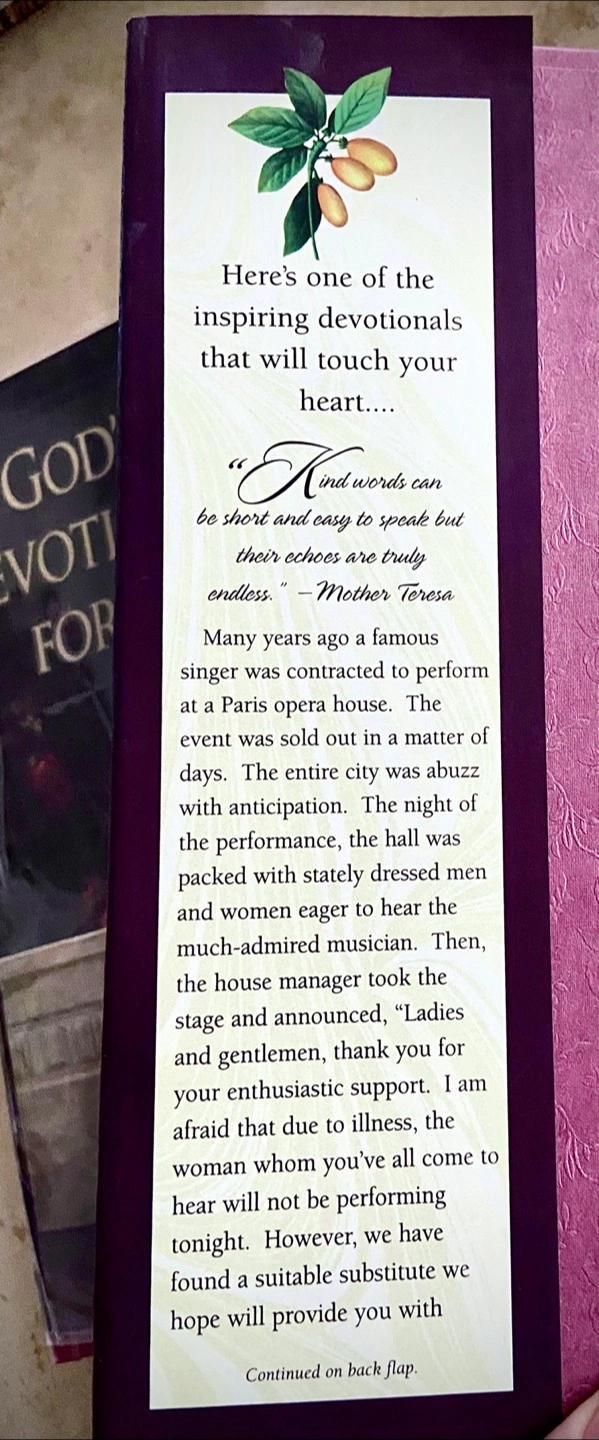 Here's one of the
inspiring devotionals
that will touch your
heart....
"Kind words can
be short and easy to speak but
their echoes are truly
endless." –Mother Teresa
Many years ago a famous
singer was contracted to perform
at a Paris opera house. The
event was sold out in a matter of
days. The entire city was abuzz
with anticipation. The night of
the performance, the hall was
packed with stately dressed men
and women eager to hear the
much-admired musician. Then,
the house manager took the
stage and announced, "Ladies
and gentlemen, thank you for
your enthusiastic support. I am
afraid that due to illness, the
woman whom you've all come to
hear will not be performing
tonight. However, we have
found a suitable substitute we
hope will provide you with
Continued on back flap.
GOD'
FOR